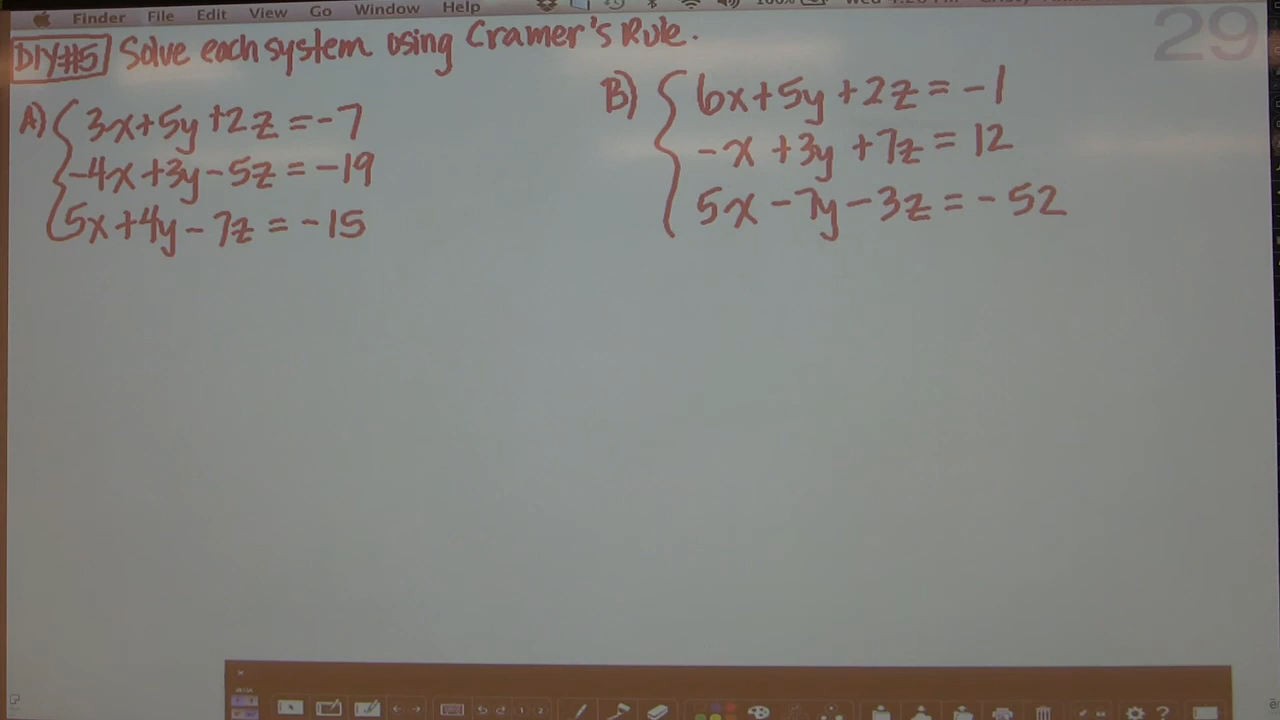 Finder File Edit View Go Window Help
29
DIY#5 Solve each system using Cramer's Rule.
A) 3x+5y+2z=-7
-4x+3y-5z=-19
5x+4y-7z=-15
B) 6x+5y+2z=-1
-x+3y+7z=12
5x-7y-3z=-52